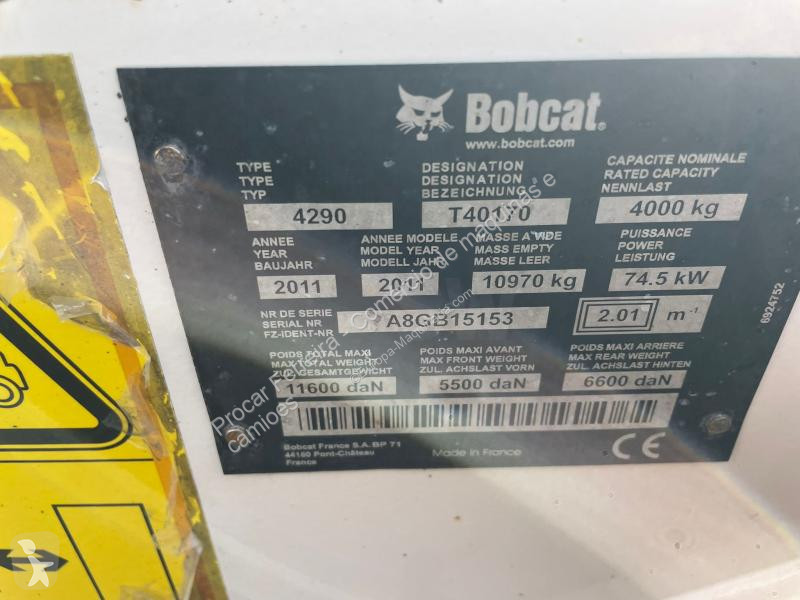 Bobcat.
www.bobcat.com
TYPE
TYPE
TYP
4290
DESIGNATION
DESIGNATION
BEZEICHNUNG
T40170
CAPACITE NOMINALE
RATED CAPACITY
NENNLAST
4000 kg
ANNEE
YEAR
BAUJAHR
2011
ANNEE MODELE
MODEL YEAR
MODELL JAHR
2011
MASSE A VIDE
MASS EMPTY
MASSE LEER
10970 kg
PUISSANCE
POWER
LEISTUNG
74.5 kW
NR DE SERIE
SERIAL NR
FZ-IDENT-NR
A8GB15153
2.01 m⁻¹
6924752
POIDS TOTAL MAXI
MAX TOTAL WEIGHT
ZUL. GESAMTGEWICHT
11600 daN
POIDS MAXI AVANT
MAX FRONT WEIGHT
ZUL. ACHSLAST VORN
5500 daN
POIDS MAXI ARRIERE
MAX REAR WEIGHT
ZUL. ACHSLAST HINTEN
6600 daN
Bobcat France S.A. BP 71
44160 Pont-Château
France
Made in France
CE
Procar - Comércio de maquinas e
camiões